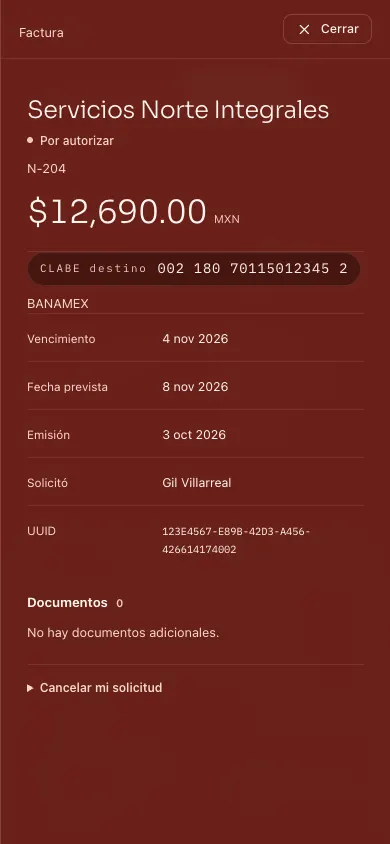 Factura
Cerrar
Servicios Norte Integrales
Por autorizar
N-204
$12,690.00 MXN
CLABE destino 002 180 70115012345 2
BANAMEX
Vencimiento 4 nov 2026
Fecha prevista 8 nov 2026
Emisión 3 oct 2026
Solicitó Gil Villarreal
UUID 123E4567-E89B-42D3-A456-
426614174002
Documentos 0
No hay documentos adicionales.
Cancelar mi solicitud